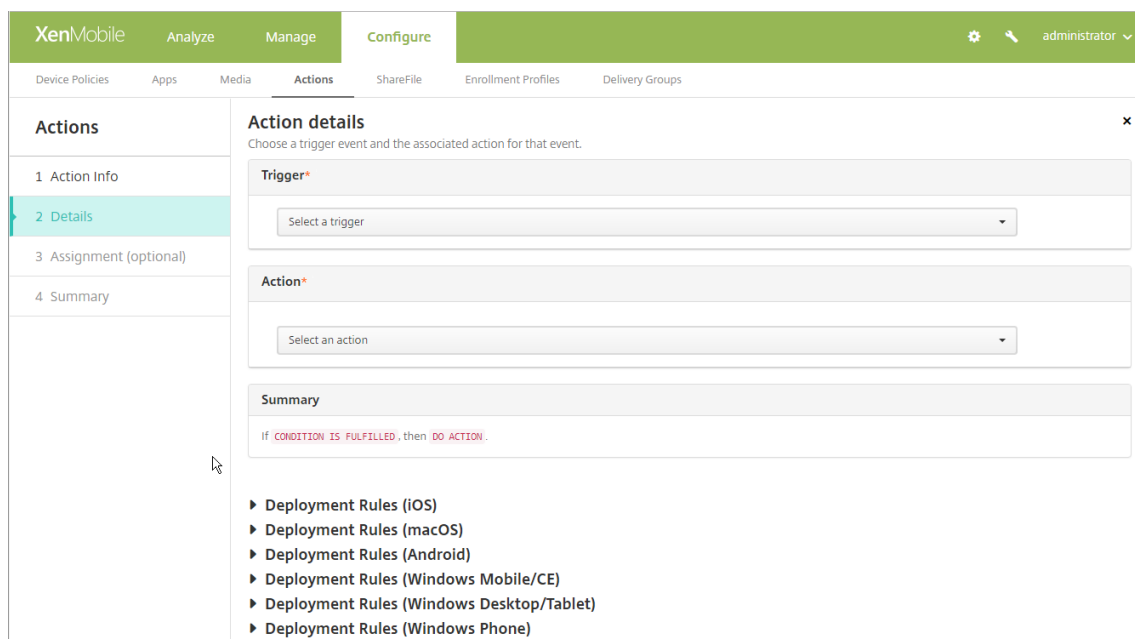 XenMobile Analyze Manage Configure administrator
Device Policies Apps Media Actions ShareFile Enrollment Profiles Delivery Groups
Actions
1 Action Info
2 Details
3 Assignment (optional)
4 Summary
Action details
Choose a trigger event and the associated action for that event.
Trigger*
Select a trigger
Action*
Select an action
Summary
If CONDITION IS FULFILLED, then DO ACTION.
Deployment Rules (iOS)
Deployment Rules (macOS)
Deployment Rules (Android)
Deployment Rules (Windows Mobile/CE)
Deployment Rules (Windows Desktop/Tablet)
Deployment Rules (Windows Phone)